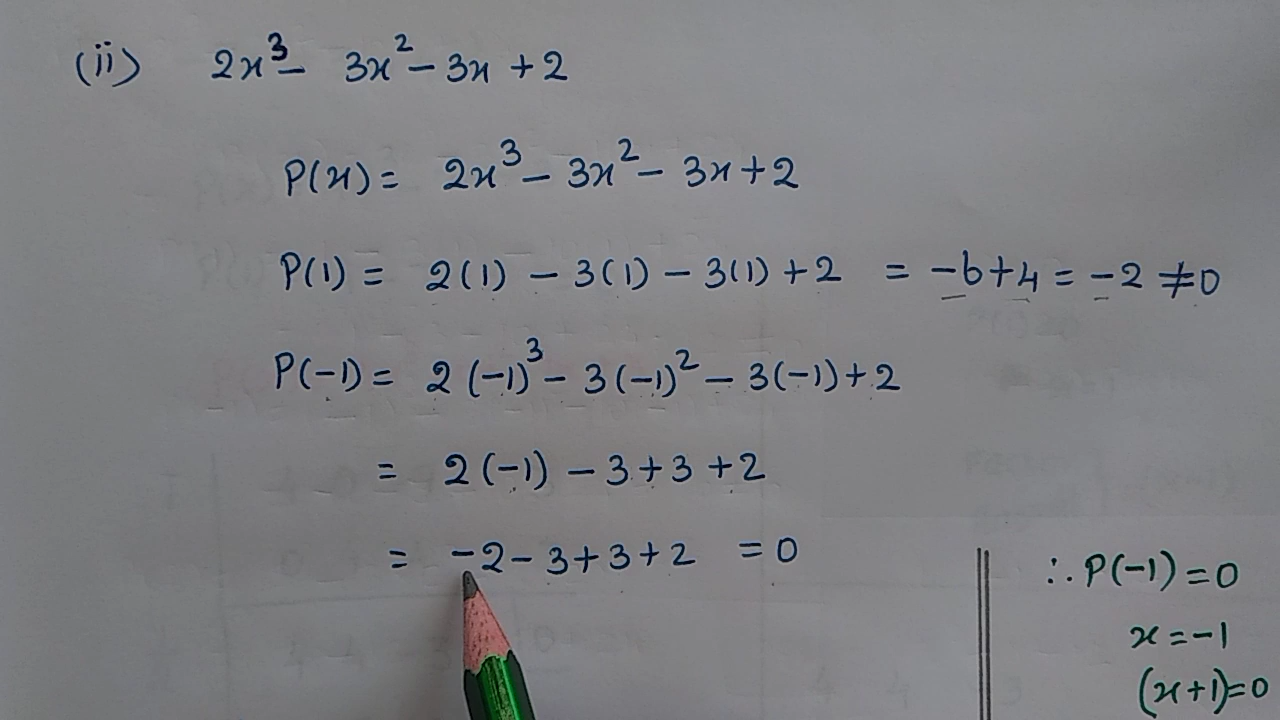 (ii) 2x³ - 3x² - 3x + 2
P(x) = 2x³ - 3x² - 3x + 2
P(1) = 2(1) - 3(1) - 3(1) + 2 = -6+4 = -2 ≠ 0
P(-1) = 2(-1)³ - 3(-1)² - 3(-1) + 2
= 2(-1) - 3 + 3 + 2
= -2 - 3 + 3 + 2 = 0
∴ P(-1) = 0
x = -1
(x+1) = 0